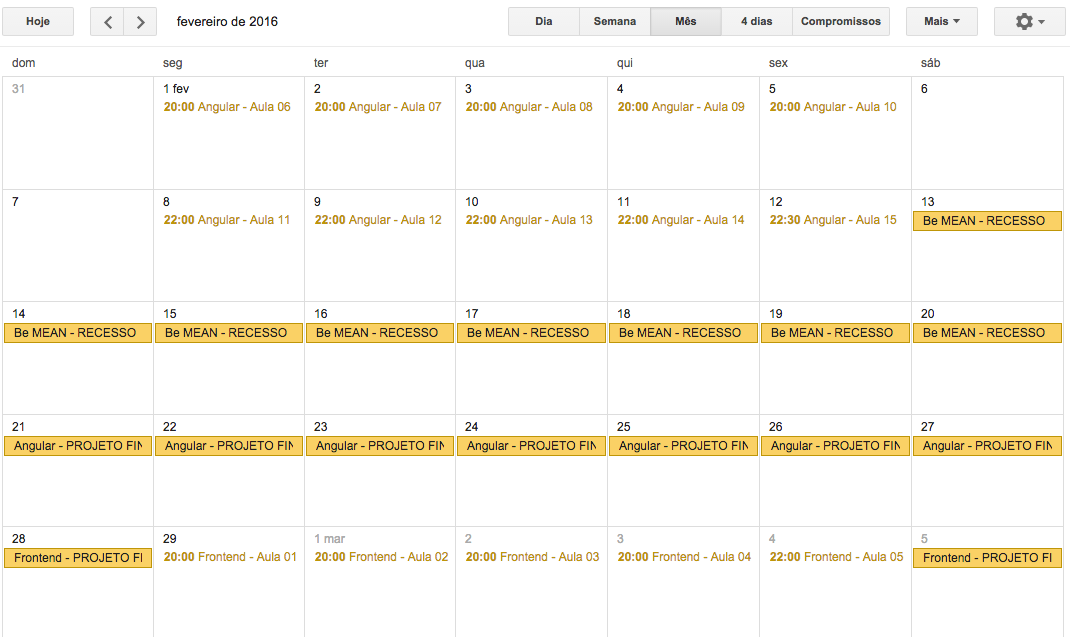 Hoje fevereiro de 2016 Dia Semana Mês 4 dias Compromissos Mais
dom seg ter qua qui sex sáb
31 1 fev 2 3 4 5 6
20:00 Angular - Aula 06 20:00 Angular - Aula 07 20:00 Angular - Aula 08 20:00 Angular - Aula 09 20:00 Angular - Aula 10
7 8 9 10 11 12 13
22:00 Angular - Aula 11 22:00 Angular - Aula 12 22:00 Angular - Aula 13 22:00 Angular - Aula 14 22:30 Angular - Aula 15 Be MEAN - RECESSO
14 15 16 17 18 19 20
Be MEAN - RECESSO Be MEAN - RECESSO Be MEAN - RECESSO Be MEAN - RECESSO Be MEAN - RECESSO Be MEAN - RECESSO Be MEAN - RECESSO
21 22 23 24 25 26 27
Angular - PROJETO FIN Angular - PROJETO FIN Angular - PROJETO FIN Angular - PROJETO FIN Angular - PROJETO FIN Angular - PROJETO FIN Angular - PROJETO FIN
28 29 1 mar 2 3 4 5
Frontend - PROJETO FI 20:00 Frontend - Aula 01 20:00 Frontend - Aula 02 20:00 Frontend - Aula 03 20:00 Frontend - Aula 04 22:00 Frontend - Aula 05 Frontend - PROJETO FI